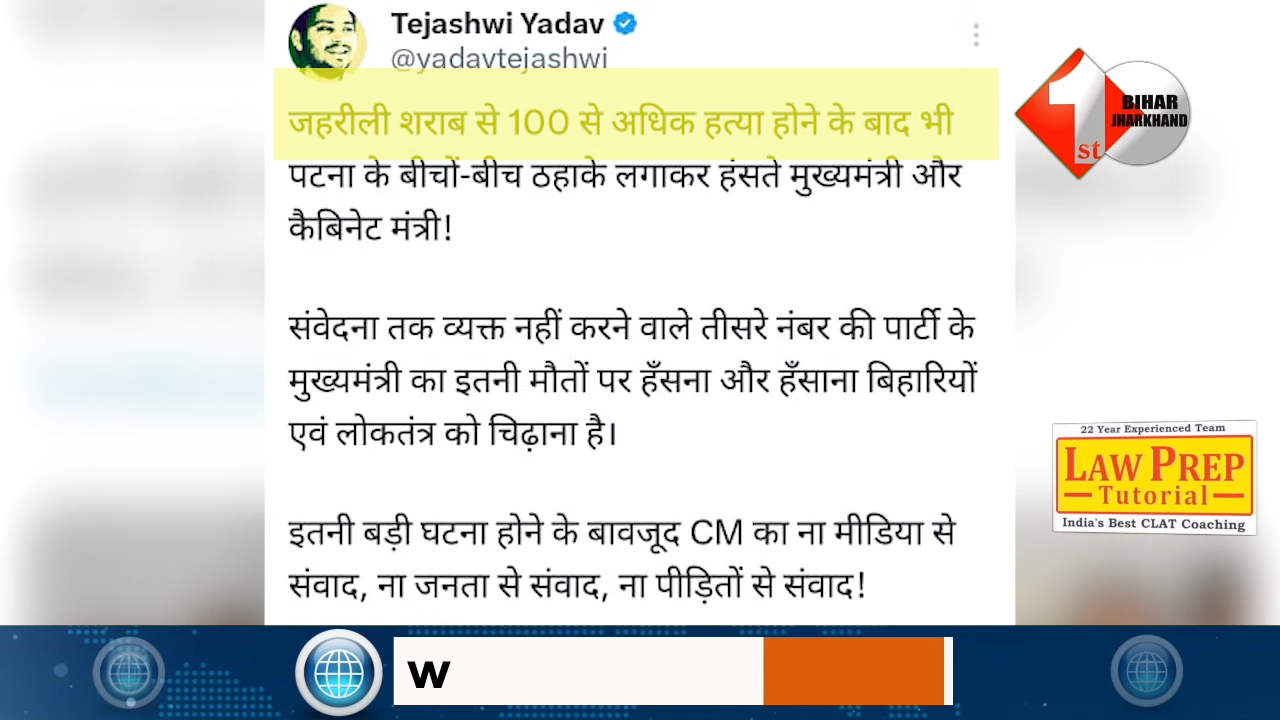 Tejashwi Yadav
@yadavtejashwi
जहरीली शराब से 100 से अधिक हत्या होने के बाद भी
पटना के बीचों-बीच ठहाके लगाकर हंसते मुख्यमंत्री और
कैबिनेट मंत्री!
संवेदना तक व्यक्त नहीं करने वाले तीसरे नंबर की पार्टी के
मुख्यमंत्री का इतनी मौतों पर हँसना और हँसाना बिहारियों
एवं लोकतंत्र को चिढ़ाना है।
इतनी बड़ी घटना होने के बावजूद CM का ना मीडिया से
संवाद, ना जनता से संवाद, ना पीड़ितों से संवाद!
1st
BIHAR
JHARKHAND
22 Year Experienced Team
LAW PREP
Tutorial
India's Best CLAT Coaching
W